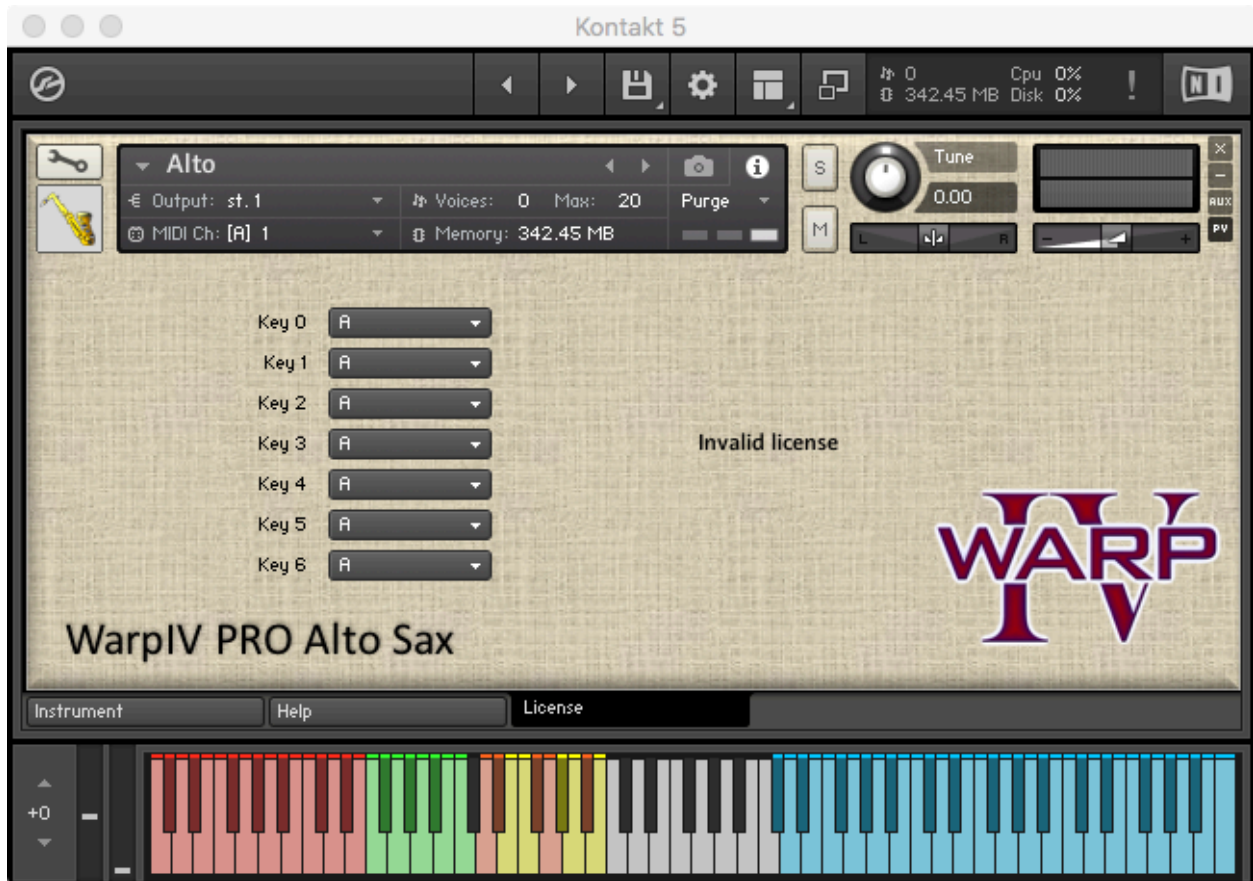 Kontakt 5
0 Cpu 0%
342.45 MB Disk 0%
!
NI
Alto
i
S
Tune
×
Output: st.1
Voices: 0 Max: 20
Purge
0.00
AUX
MIDI Ch: [A] 1
Memory: 342.45 MB
M
L R
- +
PV
Key 0 A
Key 1 A
Key 2 A
Key 3 A
Invalid license
Key 4 A
Key 5 A
Key 6 A
WARP
IV
WarpIV PRO Alto Sax
Instrument Help License
+0